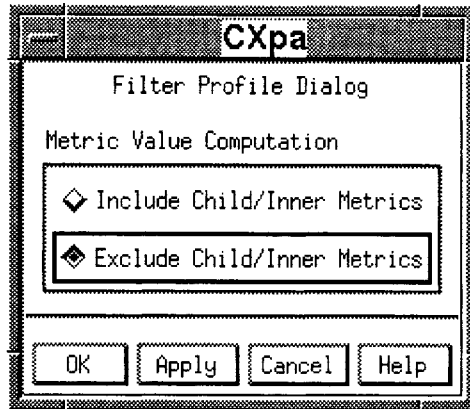 CXpa
Filter Profile Dialog
Metric Value Computation
Include Child/Inner Metrics
Exclude Child/Inner Metrics
OK Apply Cancel Help